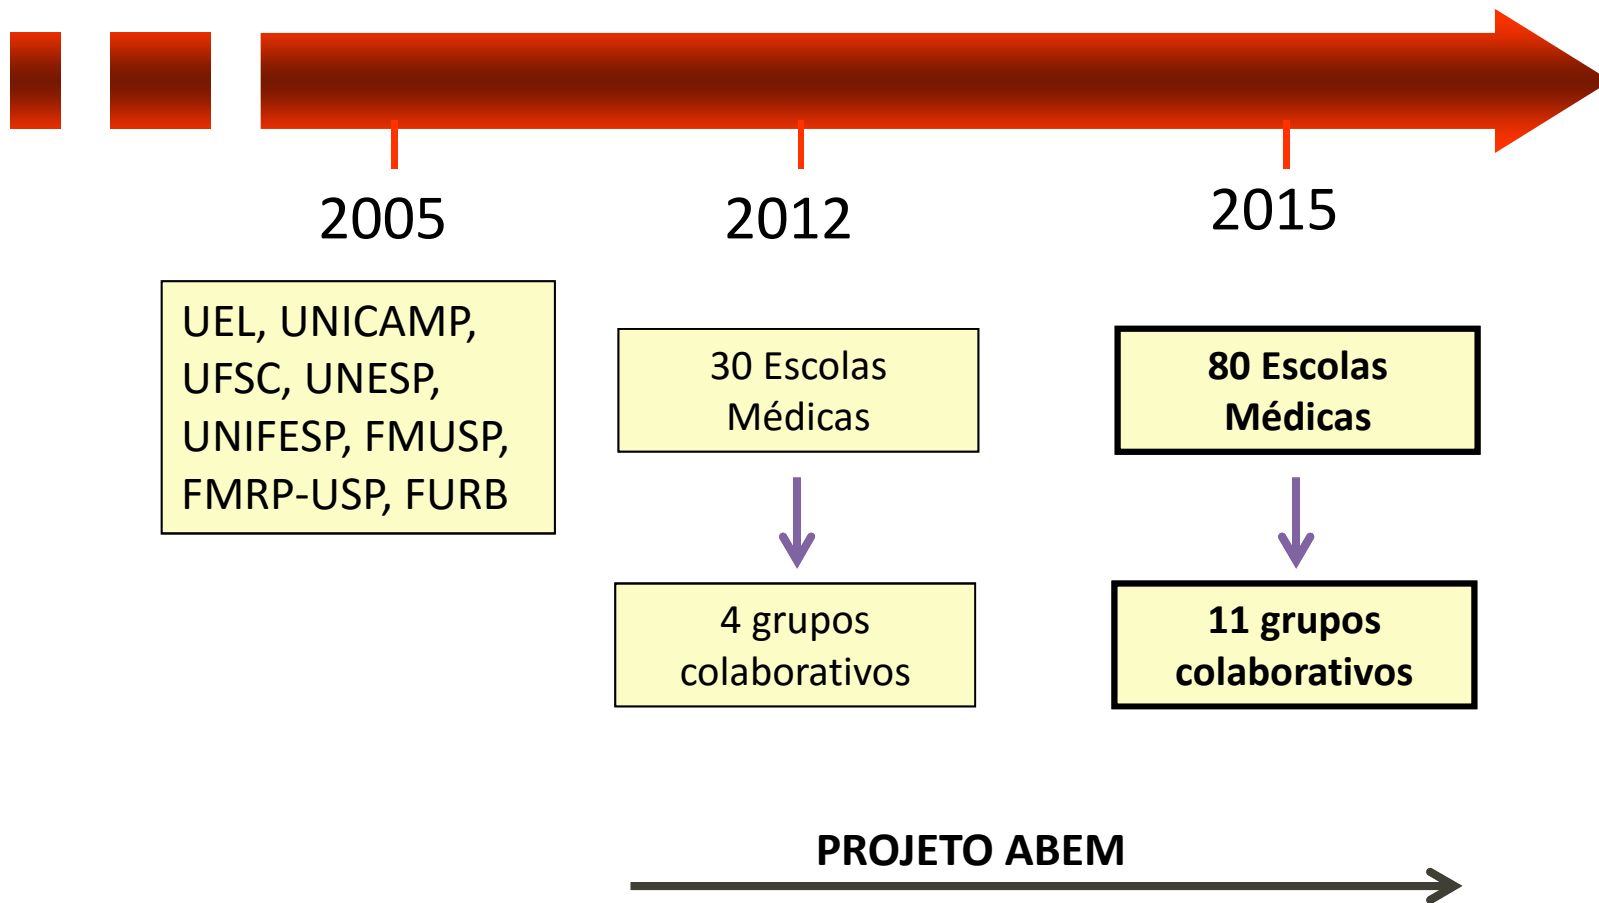 2005
2012
2015
UEL, UNICAMP,
UFSC, UNESP,
UNIFESP, FMUSP,
FMRP-USP, FURB
30 Escolas
Médicas
80 Escolas
Médicas
4 grupos
colaborativos
11 grupos
colaborativos
PROJETO ABEM